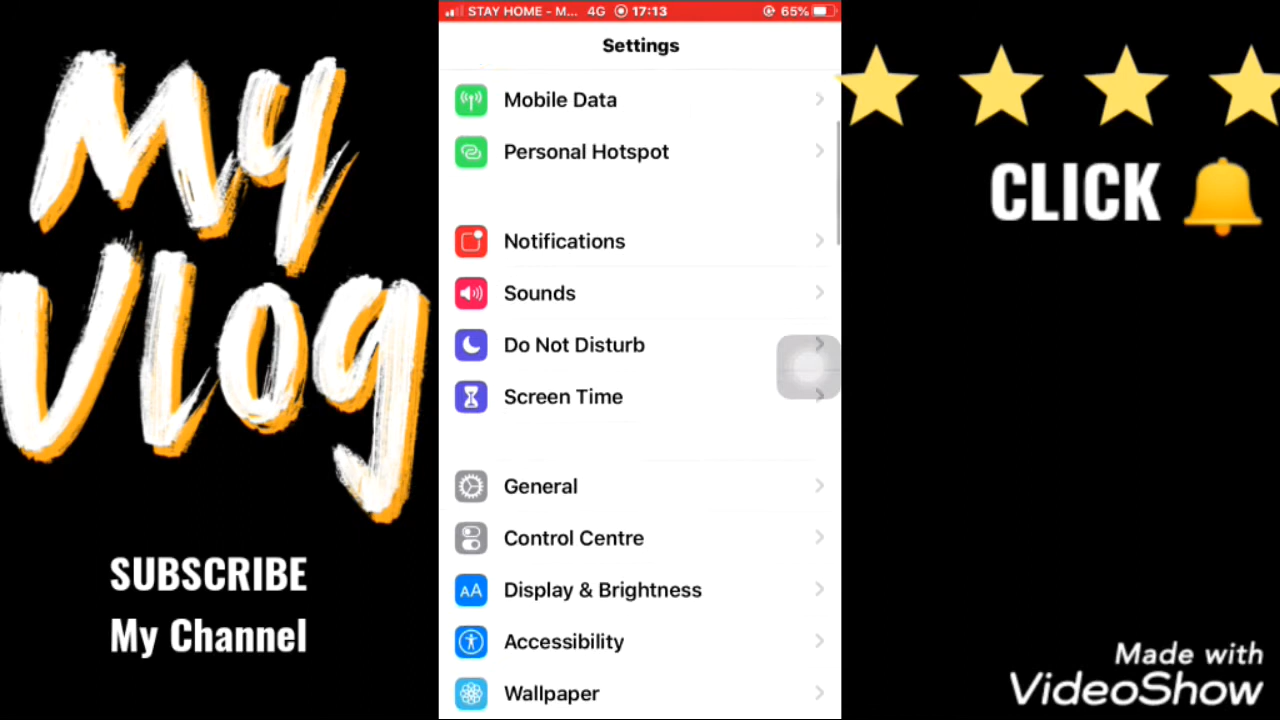 My
Vlog
SUBSCRIBE
My Channel
STAY HOME - M... 4G 17:13 65%
Settings
Mobile Data
Personal Hotspot
Notifications
Sounds
Do Not Disturb
Screen Time
General
Control Centre
AA Display & Brightness
Accessibility
Wallpaper
CLICK
Made with
VideoShow